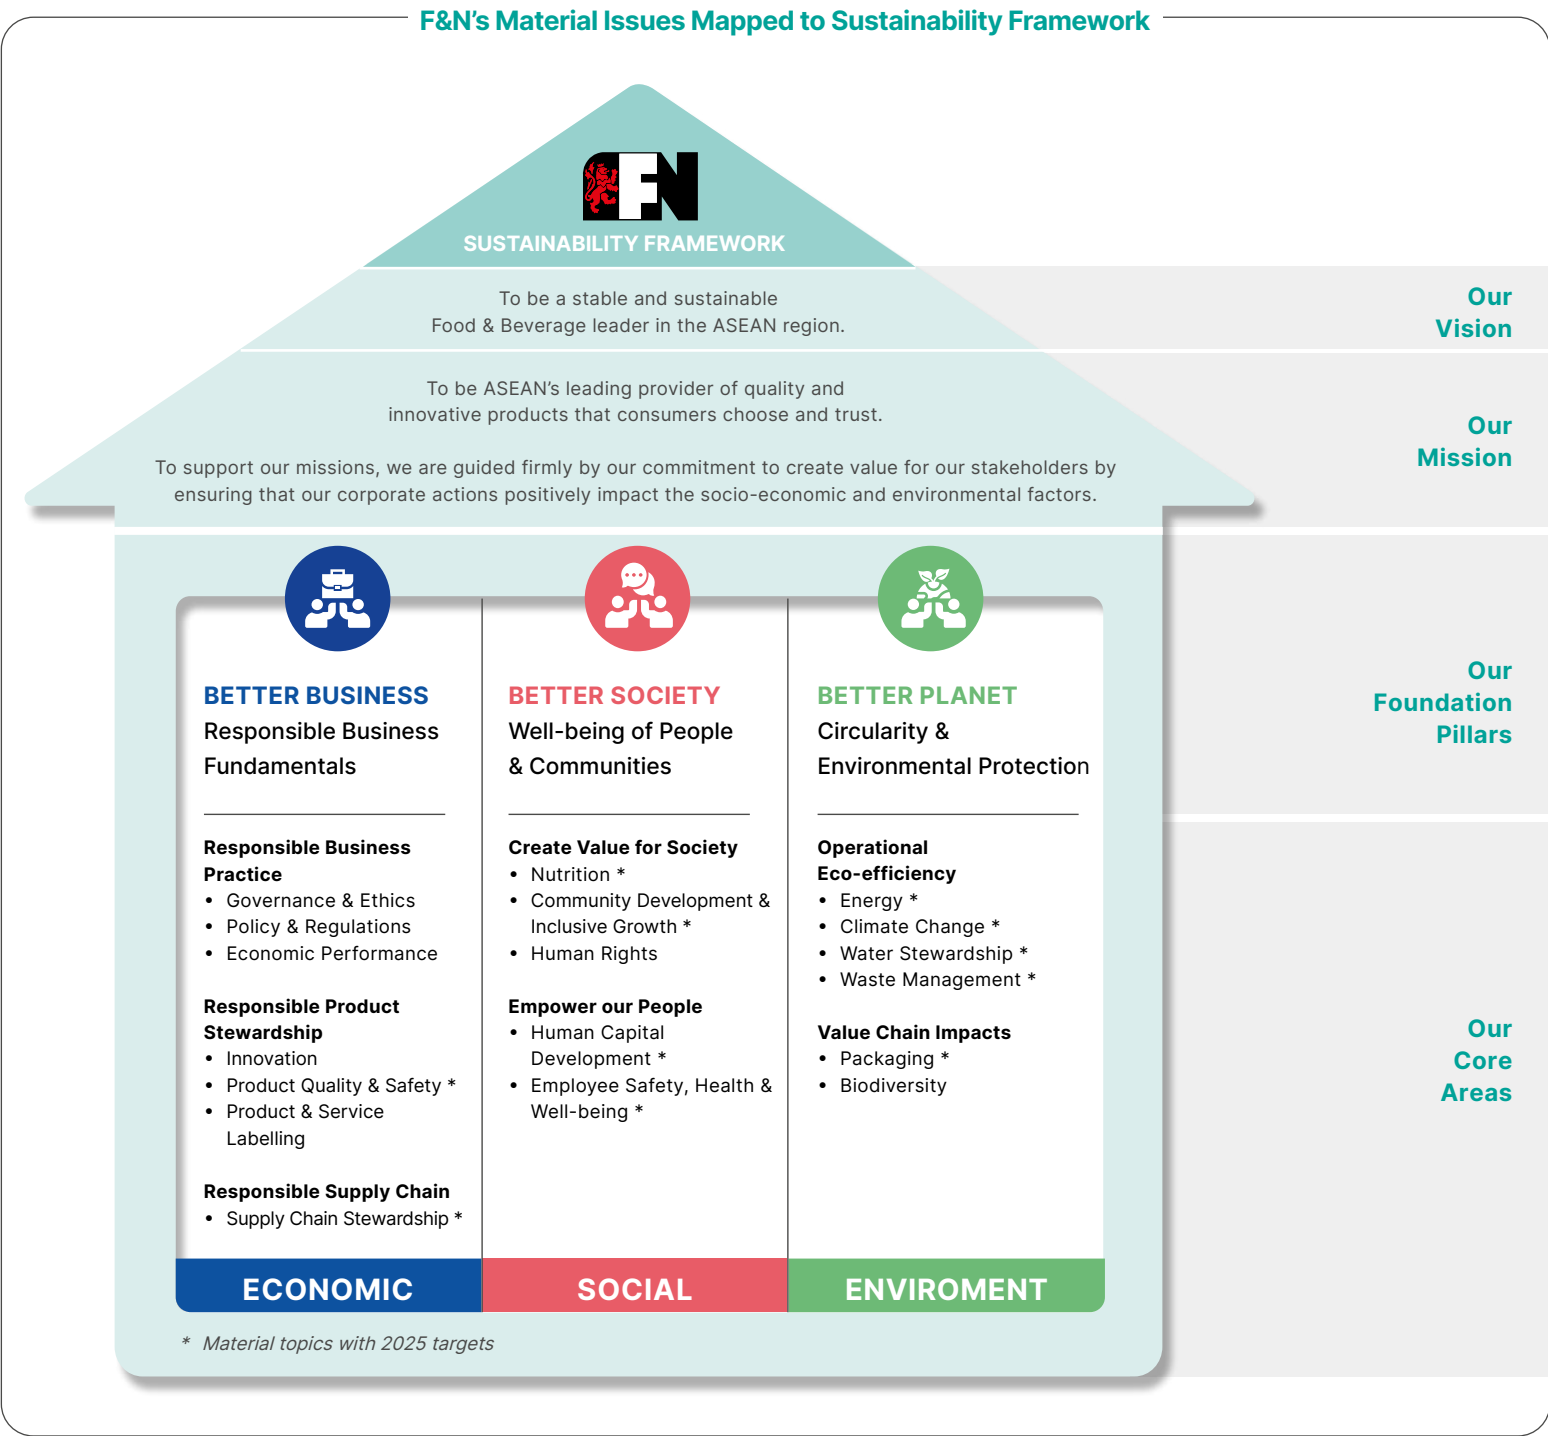 F&N's Material Issues Mapped to Sustainability Framework
FN
SUSTAINABILITY FRAMEWORK
To be a stable and sustainable
Food & Beverage leader in the ASEAN region.
Our
Vision
To be ASEAN's leading provider of quality and
innovative products that consumers choose and trust.
To support our missions, we are guided firmly by our commitment to create value for our stakeholders by
ensuring that our corporate actions positively impact the socio-economic and environmental factors.
Our
Mission
BETTER BUSINESS
Responsible Business
Fundamentals
BETTER SOCIETY
Well-being of People
& Communities
BETTER PLANET
Circularity &
Environmental Protection
Our
Foundation
Pillars
Responsible Business
Practice
• Governance & Ethics
• Policy & Regulations
• Economic Performance
Responsible Product
Stewardship
• Innovation
• Product Quality & Safety *
• Product & Service
Labelling
Responsible Supply Chain
• Supply Chain Stewardship *
Create Value for Society
• Nutrition *
• Community Development &
Inclusive Growth *
• Human Rights
Empower our People
• Human Capital
Development *
• Employee Safety, Health &
Well-being *
Operational
Eco-efficiency
• Energy *
• Climate Change *
• Water Stewardship *
• Waste Management *
Value Chain Impacts
• Packaging *
• Biodiversity
Our
Core
Areas
ECONOMIC
SOCIAL
ENVIROMENT
* Material topics with 2025 targets